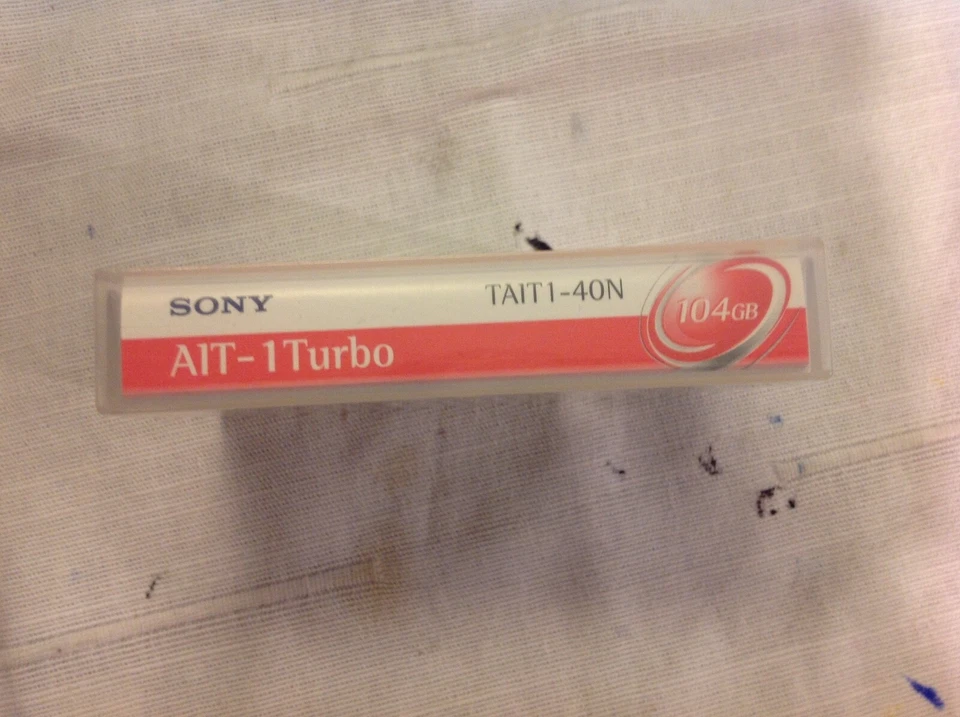 SONY
TAIT1-40N
104GB
AIT-1Turbo